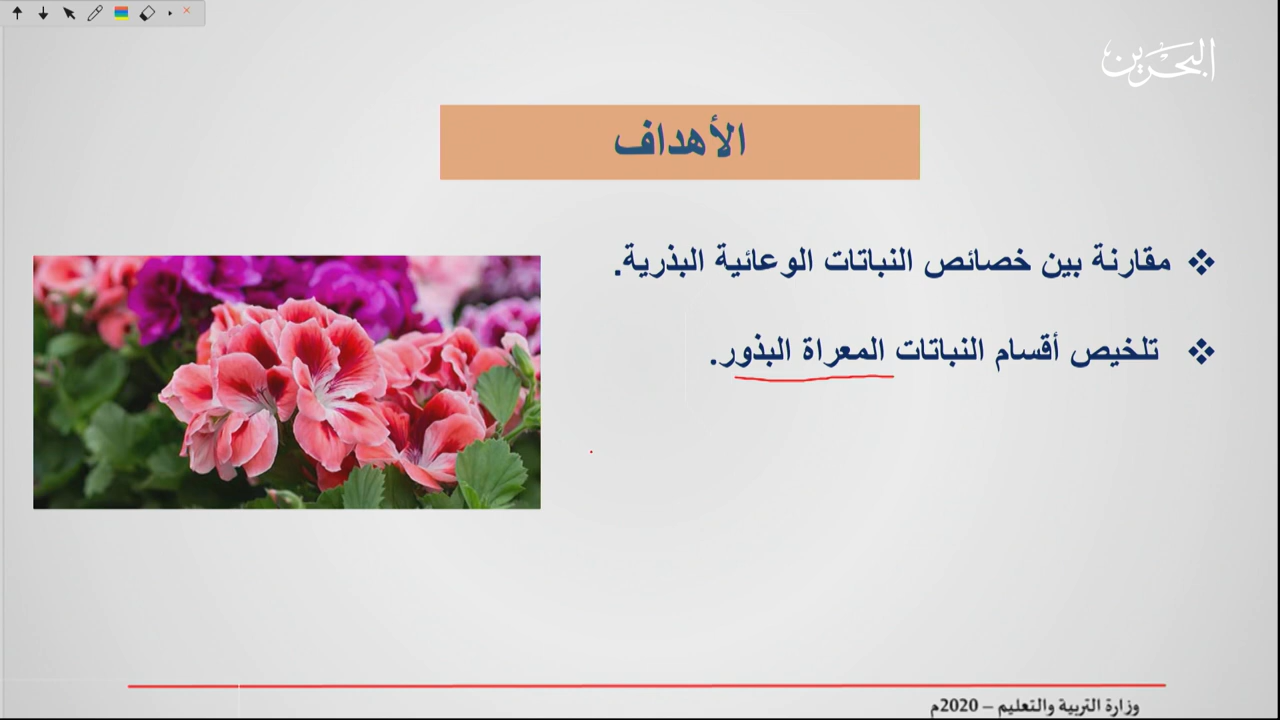 البحرين
الأهداف
❖ مقارنة بين خصائص النباتات الوعائية البذرية.
❖ تلخيص أقسام النباتات المعراة البذور.
وزارة التربية والتعليم – 2020م